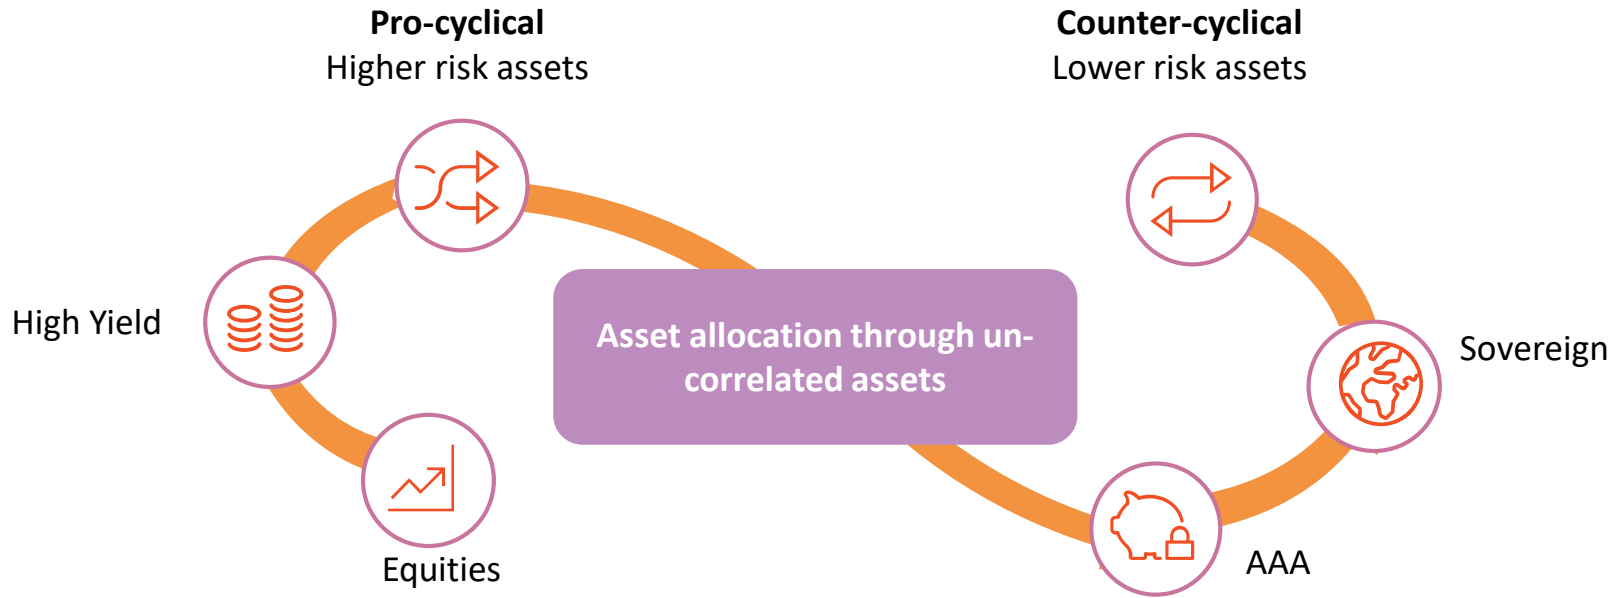 Pro-cyclical
Higher risk assets
Counter-cyclical
Lower risk assets
High Yield
Asset allocation through un-
correlated assets
Sovereign
Equities
AAA